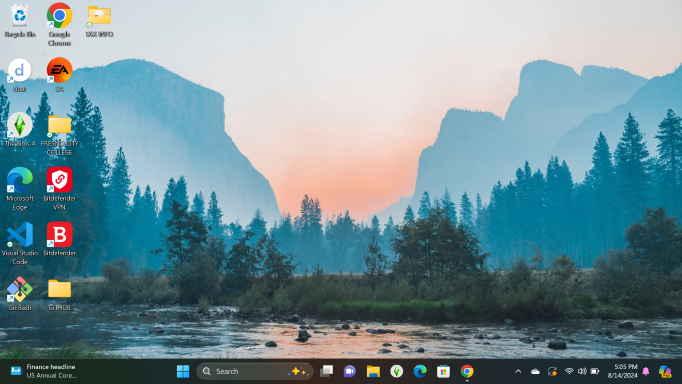 Recycle Bin
Google
Chrome
TAX INFO
EA
EA
The Sims 4
FRESNO CITY
COLLEGE
Microsoft
Edge
Bitdefender
VPN
Visual Studio
Code
B
Bitdefender
Git Bash
GITHUB
Finance headline
US Annual Core...
Search
5:05 PM
8/14/2024